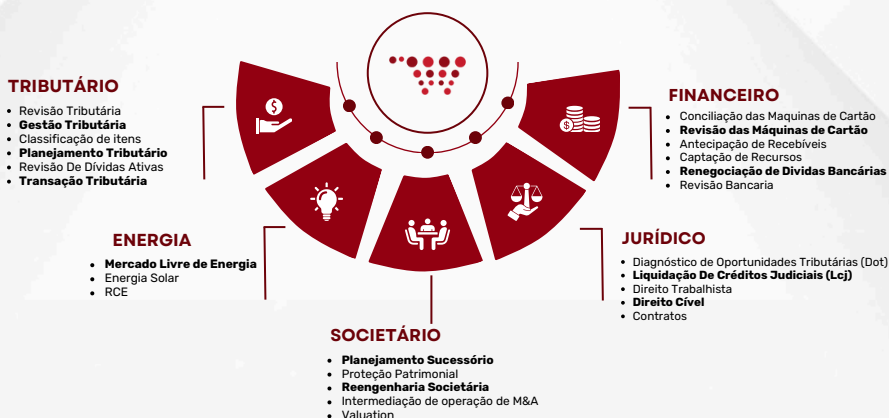 TRIBUTÁRIO
Revisão Tributária
Gestão Tributária
Classificação de itens
Planejamento Tributário
Revisão De Dívidas Ativas
Transação Tributária
ENERGIA
Mercado Livre de Energia
Energia Solar
RCE
SOCIETÁRIO
Planejamento Sucessório
Proteção Patrimonial
Reengenharia Societária
Intermediação de operação de M&A
Valuation
JURÍDICO
Diagnóstico de Oportunidades Tributárias (Dot)
Liquidação De Créditos Judiciais (Lcj)
Direito Trabalhista
Direito Cível
Contratos
FINANCEIRO
Conciliação das Maquinas de Cartão
Revisão das Máquinas de Cartão
Antecipação de Recebíveis
Captação de Recursos
Renegociação de Dividas Bancárias
Revisão Bancaria